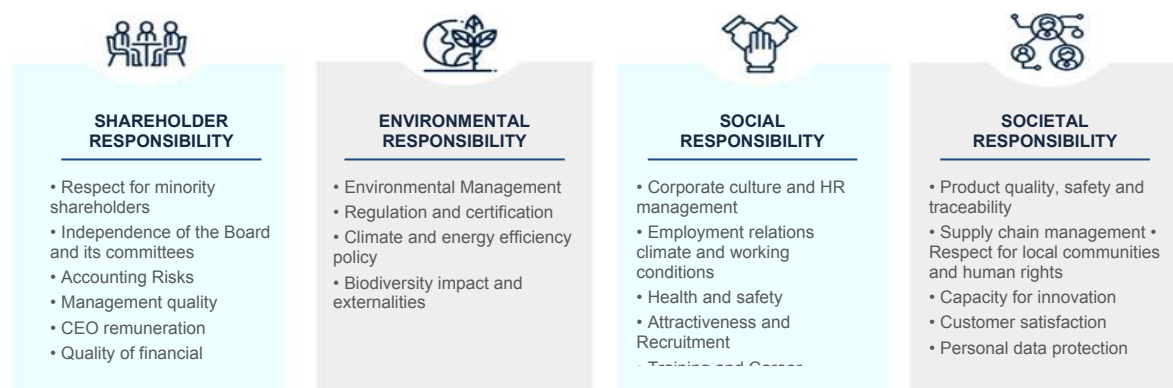 SHAREHOLDER
RESPONSIBILITY
• Respect for minority
shareholders
• Independence of the Board
and its committees
• Accounting Risks
• Management quality
• CEO remuneration
• Quality of financial
ENVIRONMENTAL
RESPONSIBILITY
• Environmental Management
• Regulation and certification
• Climate and energy efficiency
policy
• Biodiversity impact and
externalities
SOCIAL
RESPONSIBILITY
• Corporate culture and HR
management
• Employment relations
climate and working
conditions
• Health and safety
• Attractiveness and
Recruitment
• Training and Career
SOCIETAL
RESPONSIBILITY
• Product quality, safety and
traceability
• Supply chain management •
Respect for local communities
and human rights
• Capacity for innovation
• Customer satisfaction
• Personal data protection